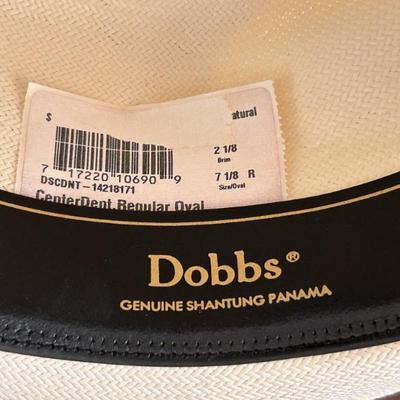 $ atural
2 1/8
Brim
7 17220 10690 9
7 1/8 R
DSCDNT-14218171
Size/Oval
CenterDent, Regular Oval
Dobbs®
GENUINE SHANTUNG PANAMA